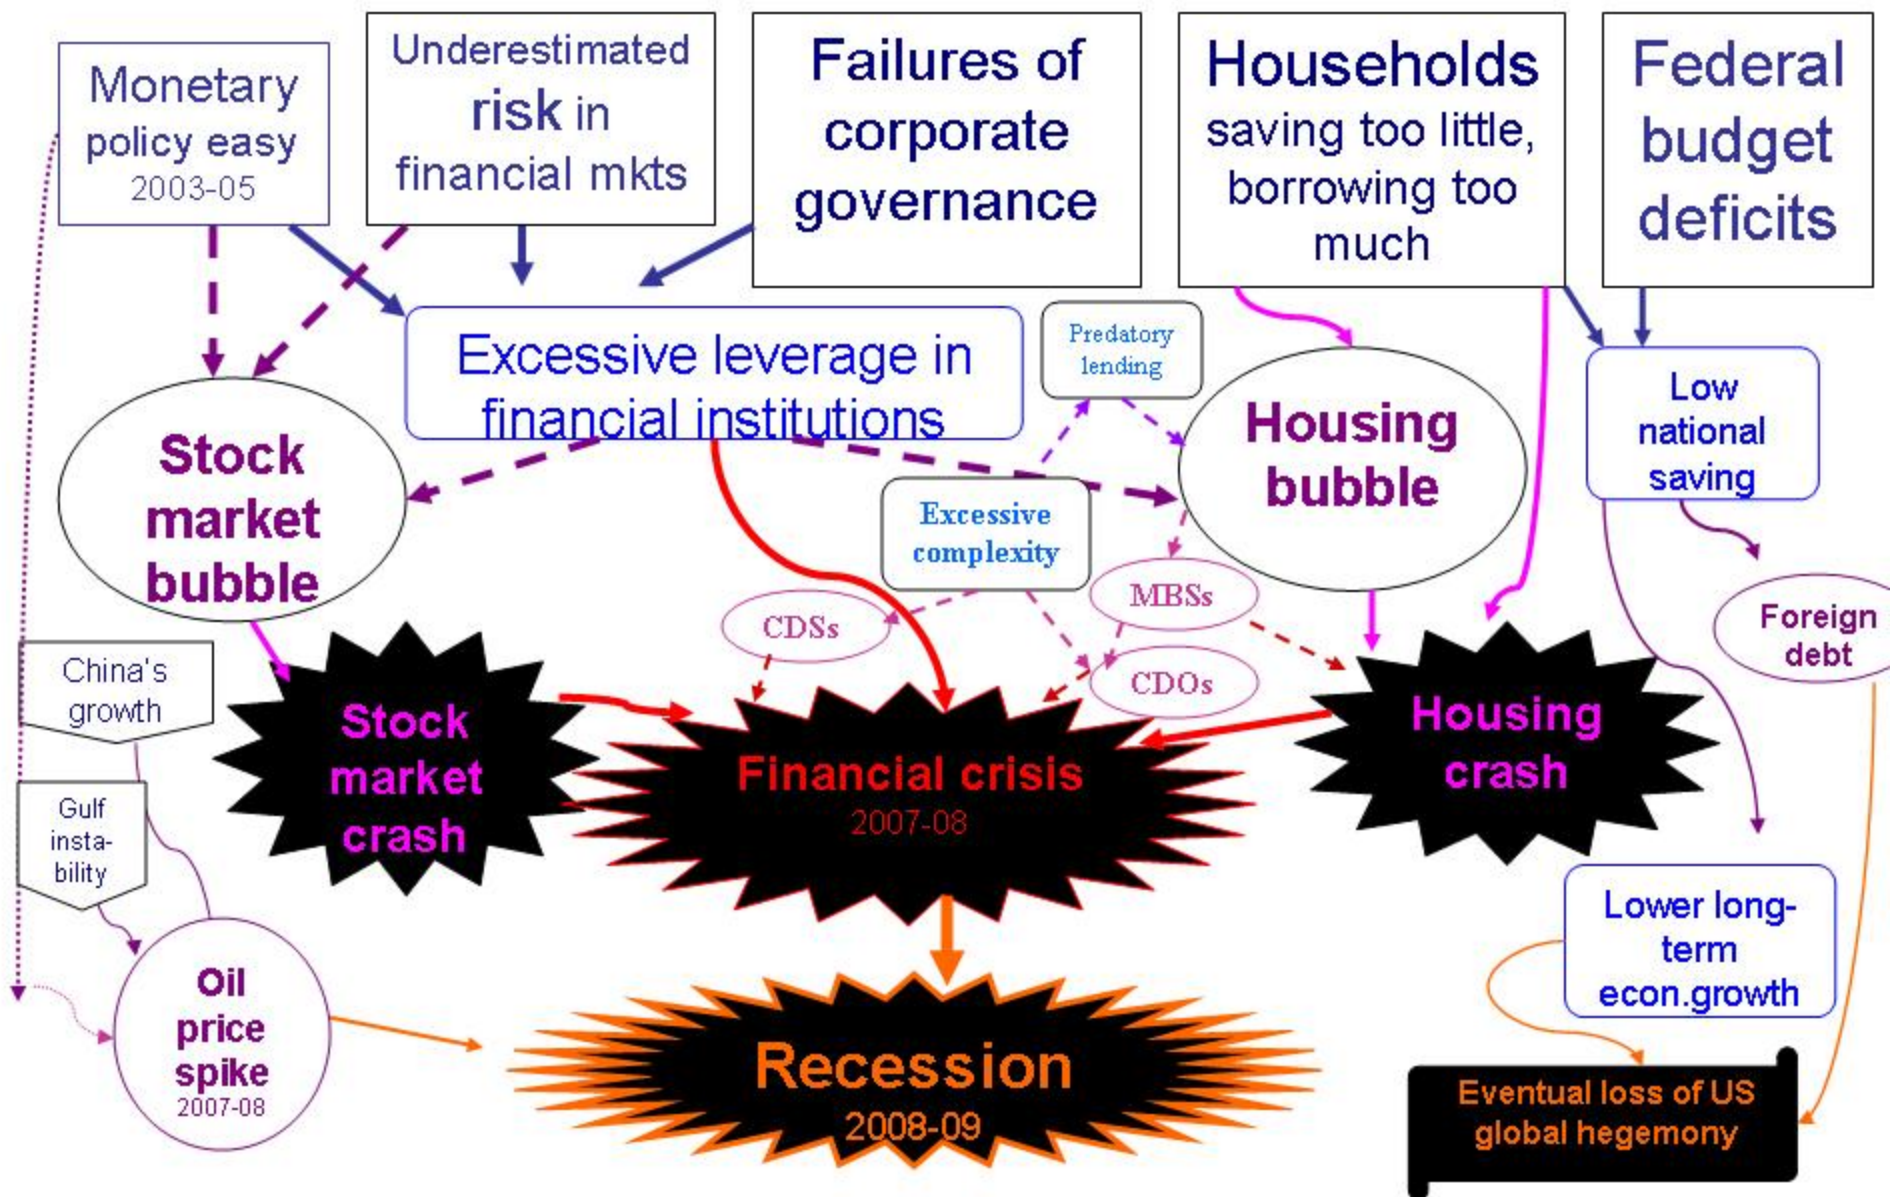 Monetary
policy easy
2003-05
Underestimated
risk in
financial mkts
Failures of
corporate
governance
Households
saving too little,
borrowing too
much
Federal
budget
deficits
Excessive leverage in
financial institutions
Predatory
lending
Housing
bubble
Low
national
saving
Stock
market
bubble
Excessive
complexity
CDSs
MBSs
CDOs
Foreign
debt
China's
growth
Stock
market
crash
Financial crisis
2007-08
Housing
crash
Gulf
insta-
bility
Oil
price
spike
2007-08
Recession
2008-09
Lower long-
term
econ.growth
Eventual loss of US
global hegemony